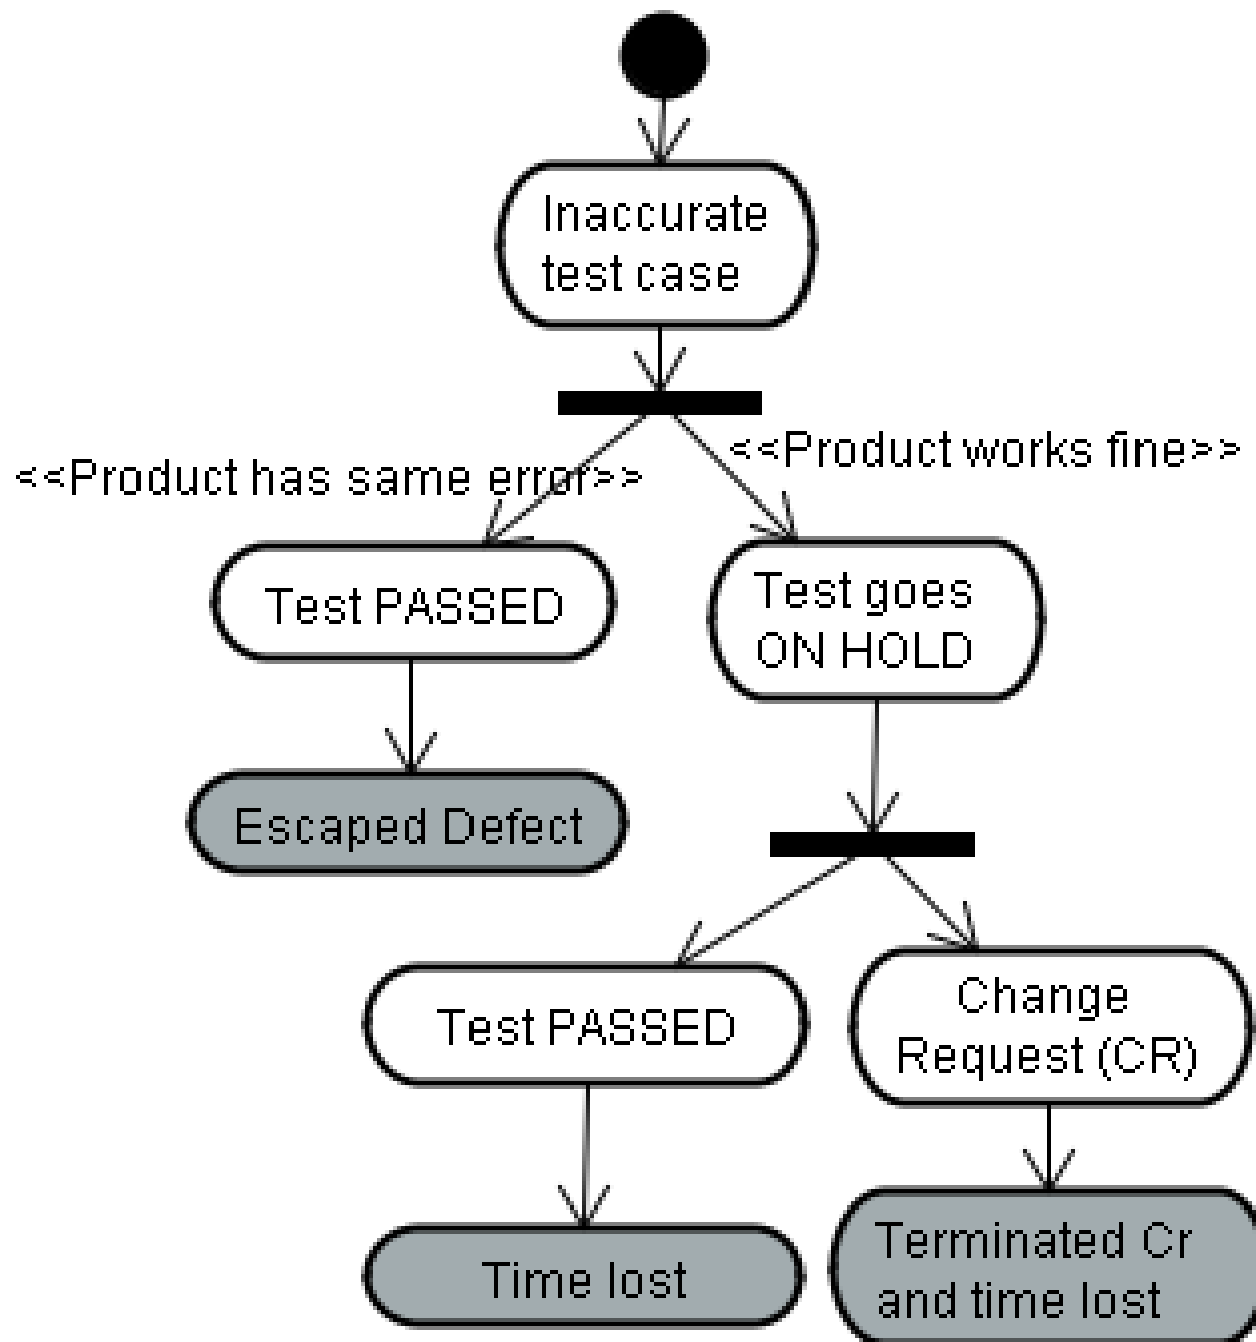 Inaccurate
test case
<<Product works fine>>
<<Product has same error>>
Test PASSED
Test goes
ON HOLD
Escaped Defect
Test PASSED
Change
Request (CR)
Time lost
Terminated Cr
and time lost